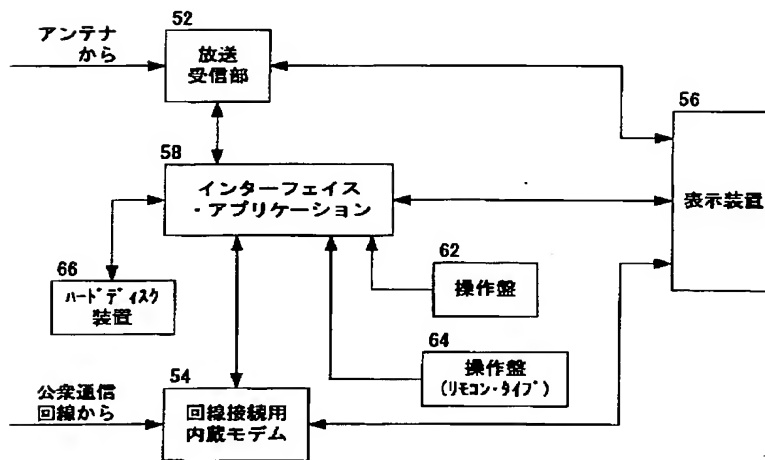 アンテナ
から
52
放送
受信部
56
表示装置
58
インターフェイス
・アプリケーション
62
操作盤
66
ﾊｰﾄﾞﾃﾞｨｽｸ
装置
64
操作盤
(ﾘﾓｺﾝ･ﾀｲﾌﾟ)
公衆通信
回線から
54
回線接続用
内蔵モデム